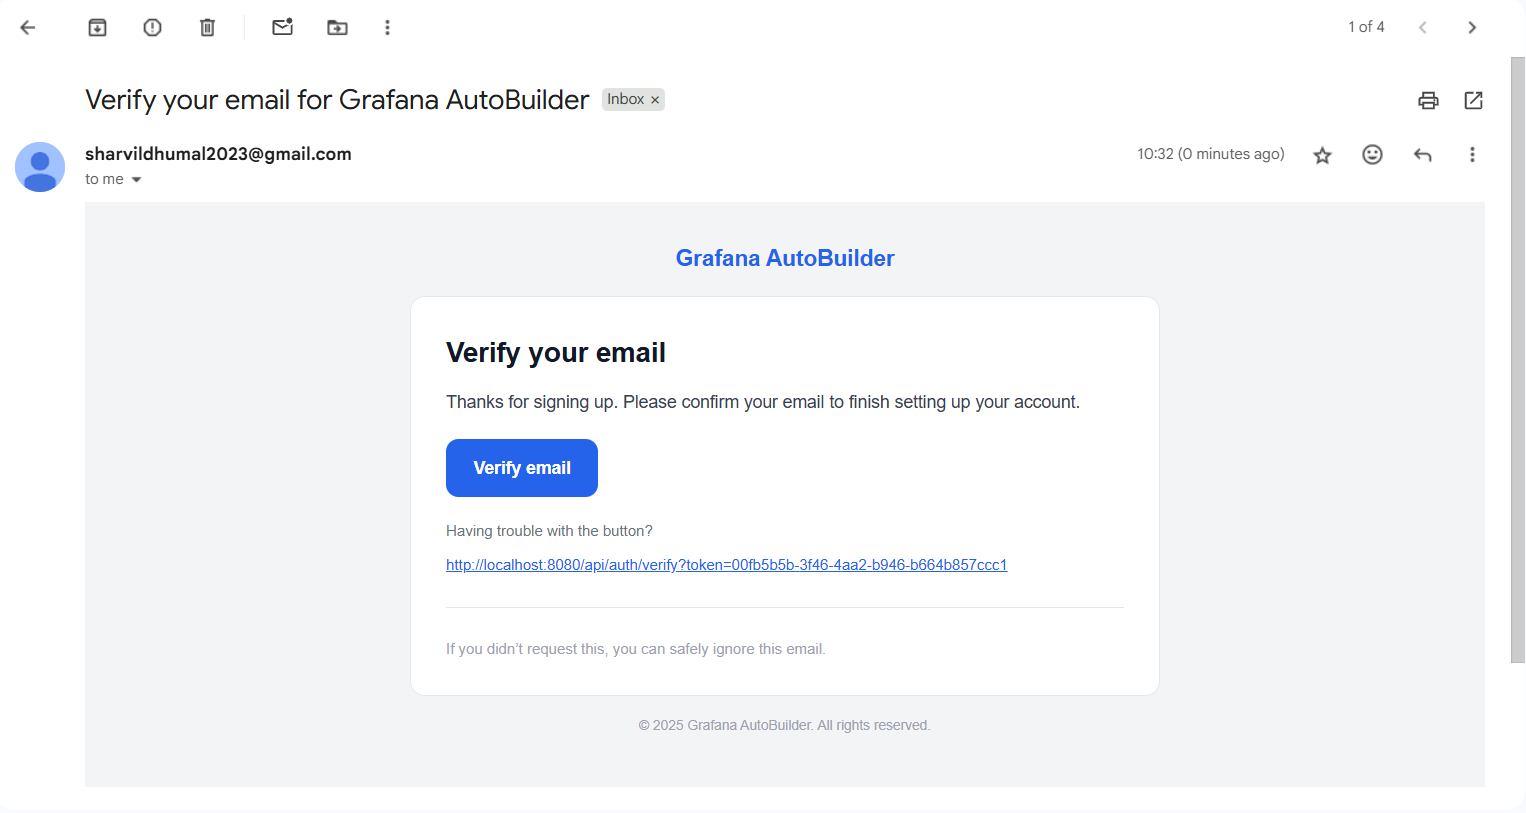 1 of 4
Verify your email for Grafana AutoBuilder Inbox ×
sharvildhumal2023@gmail.com 10:32 (0 minutes ago)
to me
Grafana AutoBuilder
Verify your email
Thanks for signing up. Please confirm your email to finish setting up your account.
Verify email
Having trouble with the button?
http://localhost:8080/api/auth/verify?token=00fb5b5b-3f46-4aa2-b946-b664b857ccc1
If you didn’t request this, you can safely ignore this email.
© 2025 Grafana AutoBuilder. All rights reserved.